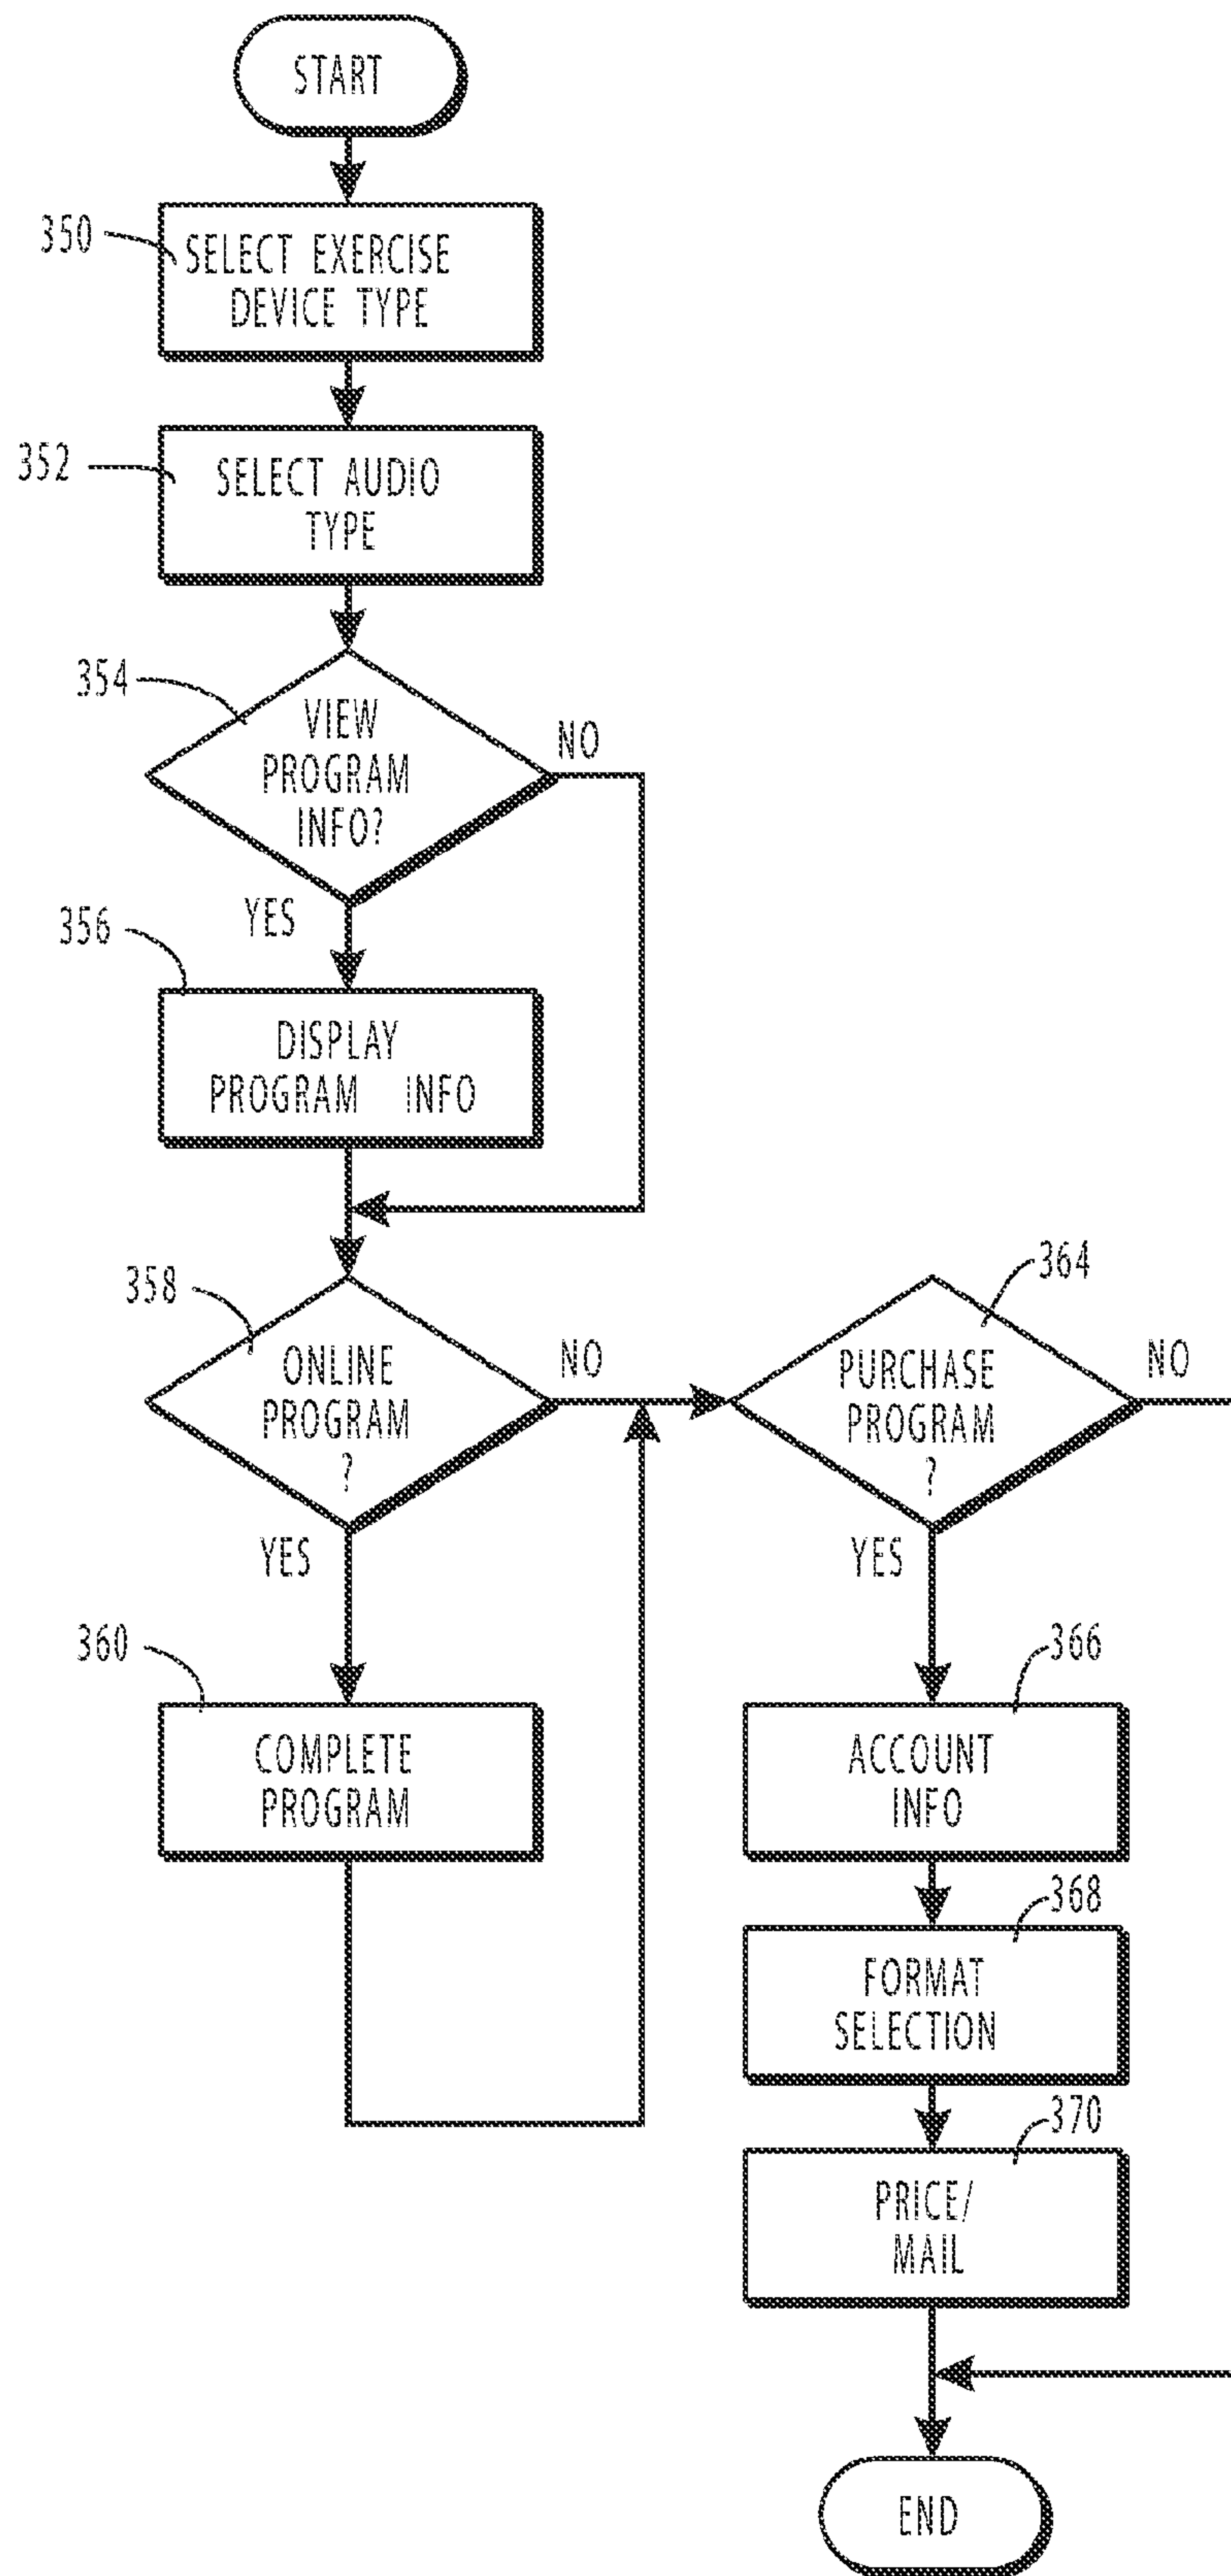 START
350
SELECT EXERCISE
DEVICE TYPE
352
SELECT AUDIO
TYPE
354
VIEW
PROGRAM
INFO?
NO
YES
356
DISPLAY
PROGRAM INFO
358
ONLINE
PROGRAM
?
NO
YES
360
COMPLETE
PROGRAM
364
PURCHASE
PROGRAM
?
NO
YES
366
ACCOUNT
INFO
368
FORMAT
SELECTION
370
PRICE/
MAIL
END